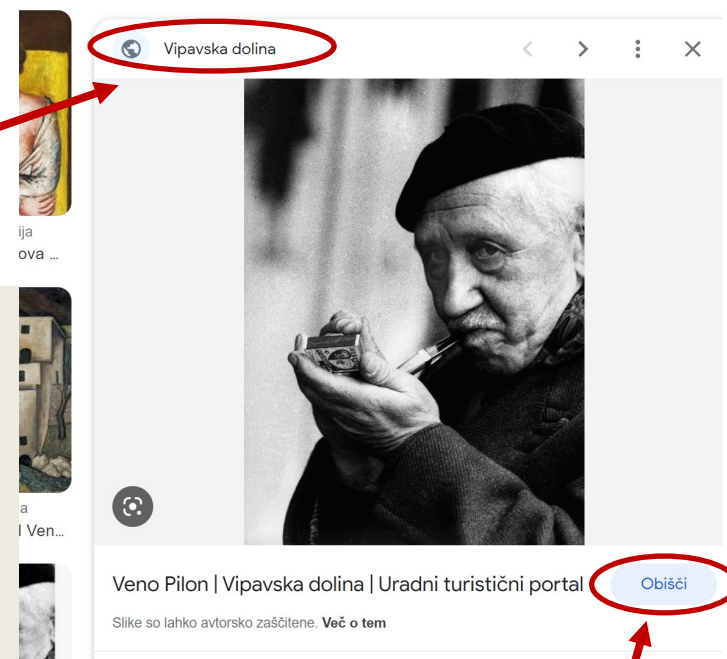 Vipavska dolina
ija
ova ...
a
l Ven...
Veno Pilon | Vipavska dolina | Uradni turistični portal
Obišči
Slike so lahko avtorsko zaščitene. Več o tem